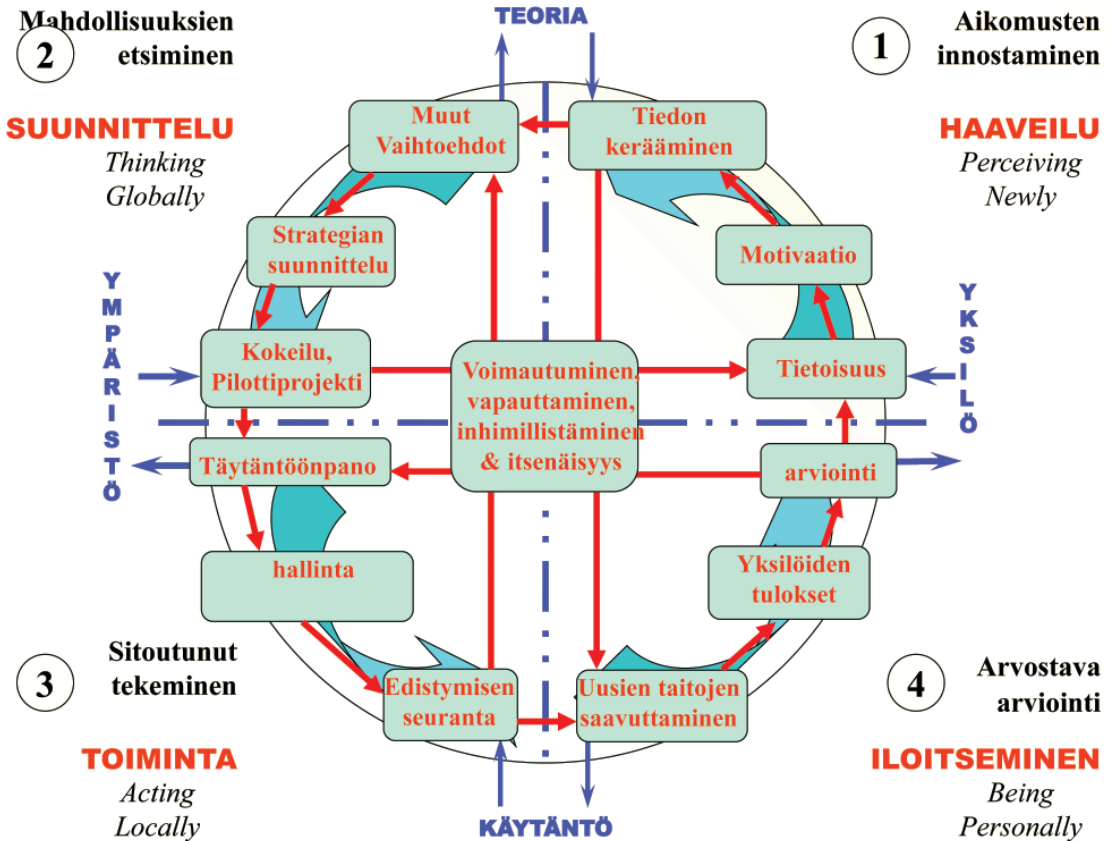 Mahdollisuuksien
etsiminen
2
SUUNNITTELU
Thinking
Globally
TEORIA
1
Aikomusten
innostaminen
HAAVEILU
Perceiving
Newly
Muut
Vaihtoehdot
Tiedon
kerääminen
Strategian
suunnittelu
Motivaatio
YMPÄRISTÖ
YKSILÖ
Kokeilu,
Pilottiprojekti
Voimautuminen,
vapauttaminen,
inhimillistäminen
& itsenäisyys
Tietoisuus
Täytäntöönpano
arviointi
hallinta
Yksilöiden
tulokset
Edistymisen
seuranta
Uusien taitojen
saavuttaminen
3
Sitoutunut
tekeminen
TOIMINTA
Acting
Locally
KÄYTÄNTÖ
4
Arvostava
arviointi
ILOITSEMINEN
Being
Personally